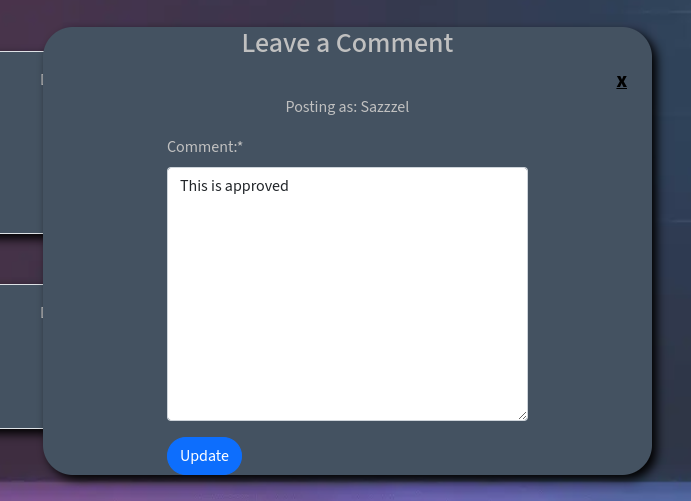 Leave a Comment
X
Posting as: Sazzzel
Comment:*
This is approved
Update